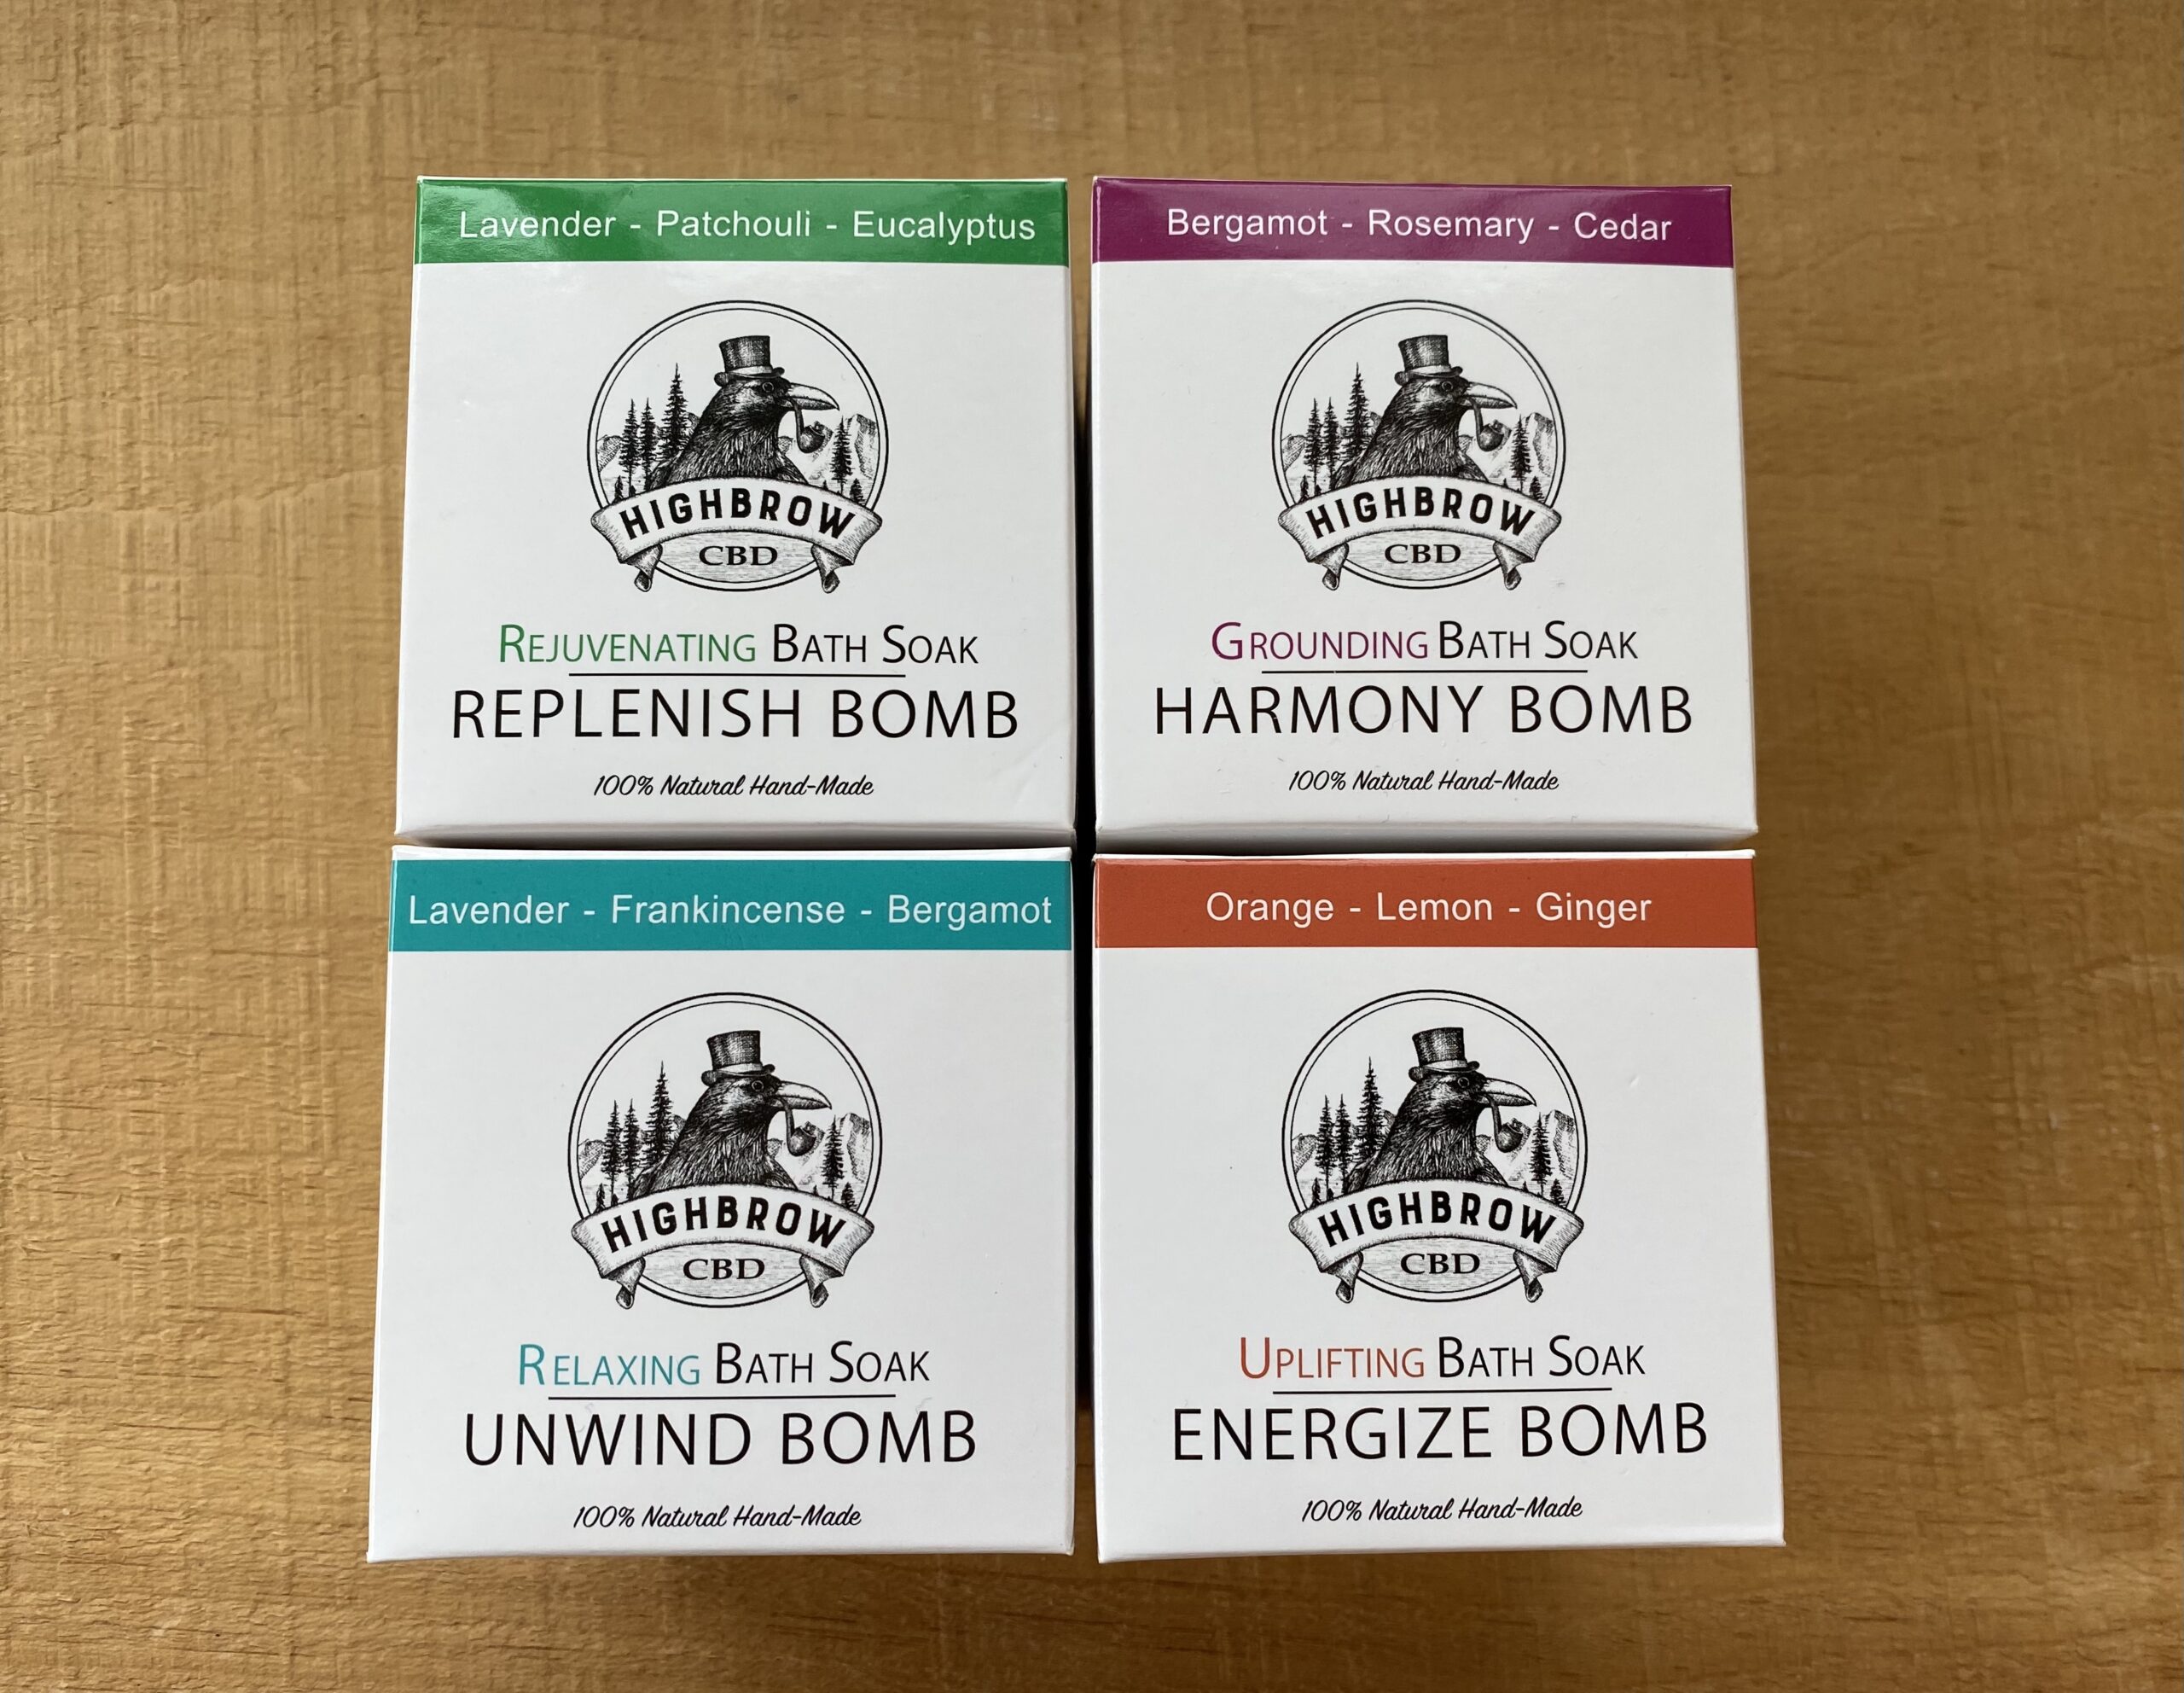 Lavender - Patchouli - Eucalyptus
HIGHBROW
CBD
REJUVENATING BATH SOAK
REPLENISH BOMB
100% Natural Hand-Made
Bergamot - Rosemary - Cedar
HIGHBROW
CBD
GROUNDING BATH SOAK
HARMONY BOMB
100% Natural Hand-Made
Lavender - Frankincense - Bergamot
HIGHBROW
CBD
RELAXING BATH SOAK
UNWIND BOMB
100% Natural Hand-Made
Orange - Lemon - Ginger
HIGHBROW
CBD
UPLIFTING BATH SOAK
ENERGIZE BOMB
100% Natural Hand-Made